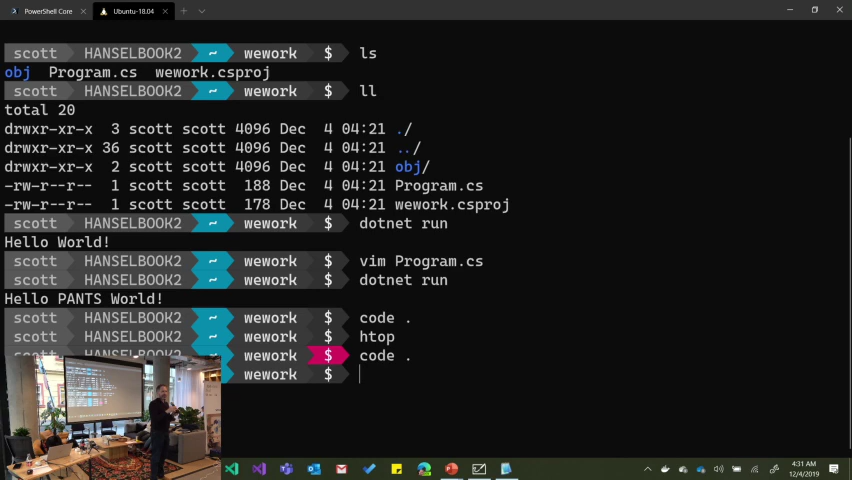 PowerShell Core
Ubuntu-18.04
scott HANSELBOOK2 ~ wework $ ls
obj Program.cs wework.csproj
scott HANSELBOOK2 ~ wework $ ll
total 20
drwxr-xr-x 3 scott scott 4096 Dec 4 04:21 ./
drwxr-xr-x 36 scott scott 4096 Dec 4 04:21 ../
drwxr-xr-x 2 scott scott 4096 Dec 4 04:21 obj/
-rw-r--r-- 1 scott scott 188 Dec 4 04:21 Program.cs
-rw-r--r-- 1 scott scott 178 Dec 4 04:21 wework.csproj
scott HANSELBOOK2 ~ wework $ dotnet run
Hello World!
scott HANSELBOOK2 ~ wework $ vim Program.cs
scott HANSELBOOK2 ~ wework $ dotnet run
Hello PANTS World!
scott HANSELBOOK2 ~ wework $ code .
scott HANSELBOOK2 ~ wework $ htop
scott HANSELBOOK2 ~ wework $ code .
wework $
4:31 AM
12/4/2019